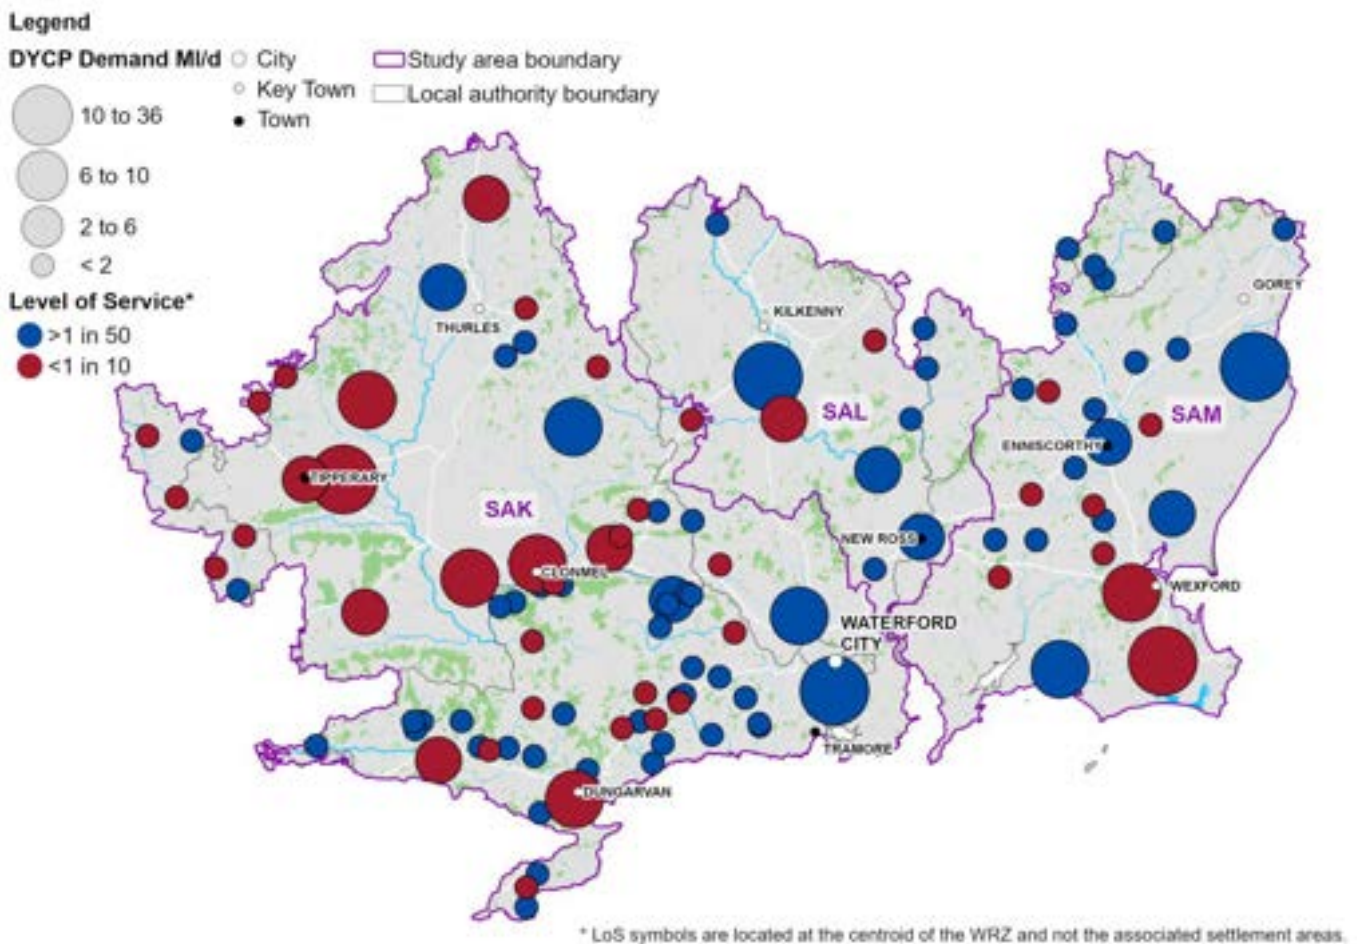 Legend
DYCP Demand Ml/d
City
Study area boundary
Key Town
Local authority boundary
10 to 36
Town
6 to 10
2 to 6
< 2
Level of Service*
>1 in 50
<1 in 10
GOREY
KILKENNY
THURLES
SAL
SAM
ENNISCORTHY
TIPPERARY
SAK
NEW ROSS
CLONMEL
WEXFORD
WATERFORD
CITY
TRAMORE
DUNGARVAN
* LoS symbols are located at the centroid of the WRZ and not the associated settlement areas.